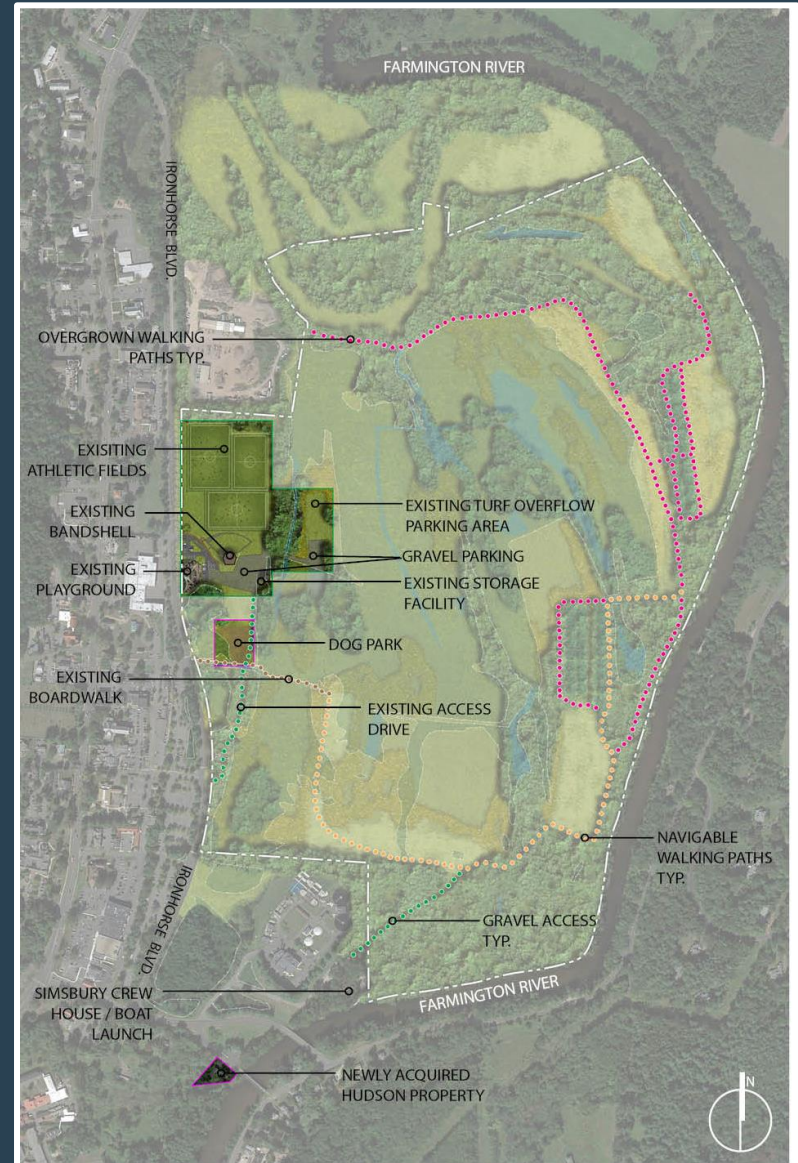 FARMINGTON RIVER
IRONHORSE BLVD.
OVERGROWN WALKING
PATHS TYP.
EXISITING
ATHLETIC FIELDS
EXISTING
BANDSHELL
EXISTING
PLAYGROUND
EXISTING TURF OVERFLOW
PARKING AREA
GRAVEL PARKING
EXISTING STORAGE
FACILITY
DOG PARK
EXISTING
BOARDWALK
EXISTING ACCESS
DRIVE
NAVIGABLE
WALKING PATHS
TYP.
IRONHORSE BLVD.
GRAVEL ACCESS
TYP.
SIMSBURY CREW
HOUSE / BOAT
LAUNCH
FARMINGTON RIVER
NEWLY ACQUIRED
HUDSON PROPERTY
N